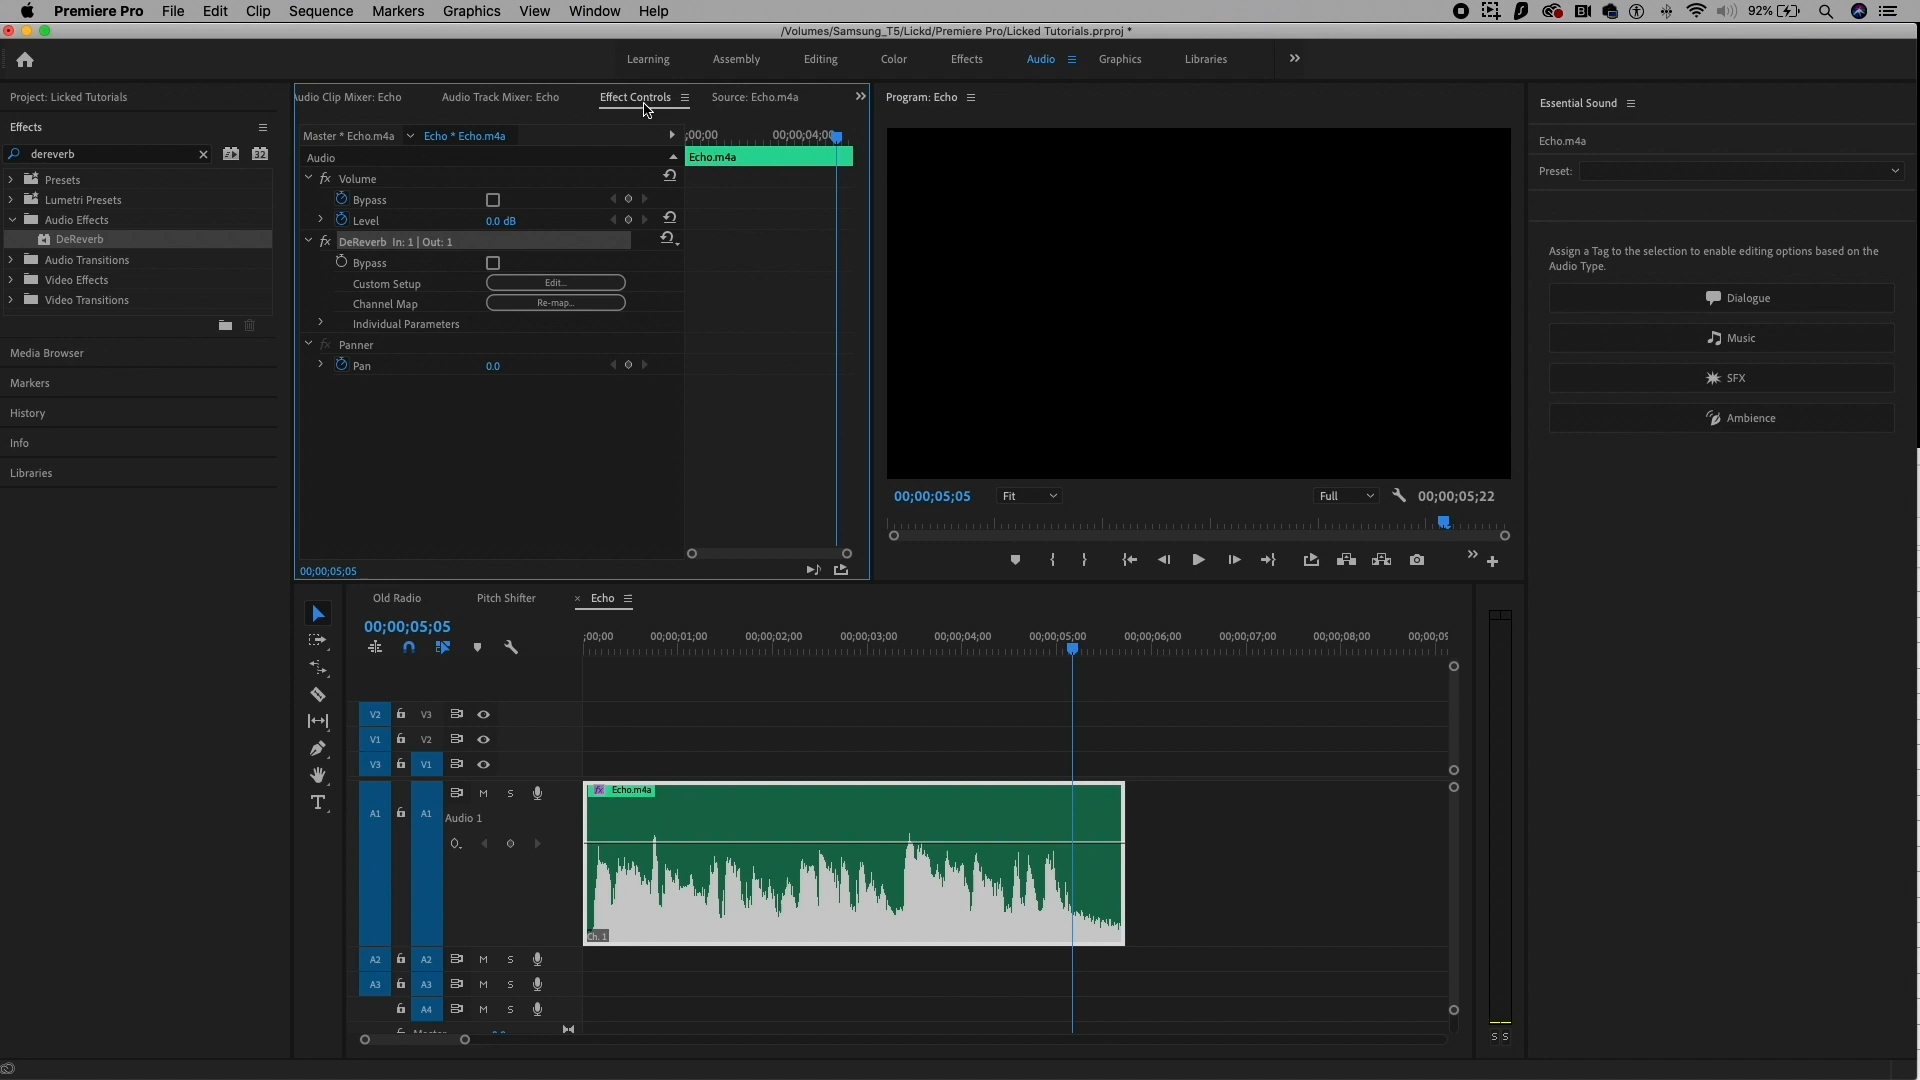 Premiere Pro File Edit Clip Sequence Markers Graphics View Window Help 92%
/Volumes/Samsung_T5/Lickd/Premiere Pro/Licked Tutorials.prproj *
Learning Assembly Editing Color Effects Audio Graphics Libraries
Project: Licked Tutorials
Effects
dereverb
32
Presets
Lumetri Presets
Audio Effects
DeReverb
Audio Transitions
Video Effects
Video Transitions
Media Browser
Markers
History
Info
Libraries
udio Clip Mixer: Echo Audio Track Mixer: Echo Effect Controls Source: Echo.m4a
Master * Echo.m4a Echo * Echo.m4a ;00;00 00;00;04;00
Audio Echo.m4a
fx Volume
Bypass
Level 0.0 dB
fx DeReverb In: 1 | Out: 1
Bypass
Custom Setup Edit...
Channel Map Re-map...
Individual Parameters
fx Panner
Pan 0.0
00;00;05;05
Program: Echo
00;00;05;05 Fit Full 00;00;05;22
Essential Sound
Echo.m4a
Preset:
Assign a Tag to the selection to enable editing options based on the
Audio Type.
Dialogue
Music
SFX
Ambience
Old Radio Pitch Shifter Echo
00;00;05;05
;00;00 00;00;01;00 00;00;02;00 00;00;03;00 00;00;04;00 00;00;05;00 00;00;06;00 00;00;07;00 00;00;08;00 00;00;09
V2 V3
V1 V2
V3 V1
A1 A1 M S
Audio 1
fx Echo.m4a
Ch. 1
A2 A2 M S
A3 A3 M S
A4 M S
S S